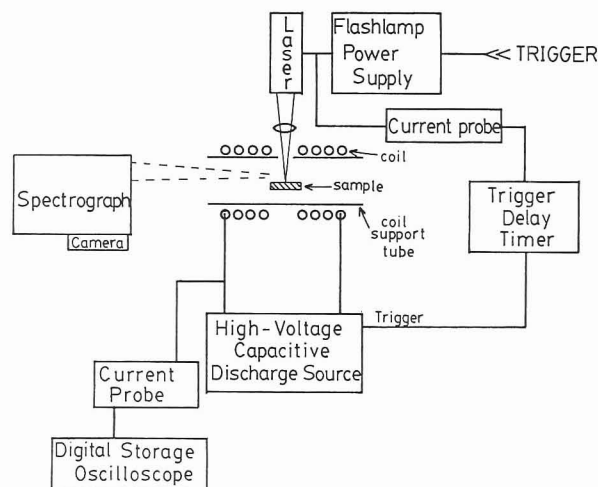 Laser
Flashlamp
Power
Supply
TRIGGER
Current probe
coil
sample
Spectrograph
Camera
Trigger
Delay
Timer
coil
support
tube
Trigger
High-Voltage
Capacitive
Discharge Source
Current
Probe
Digital Storage
Oscilloscope